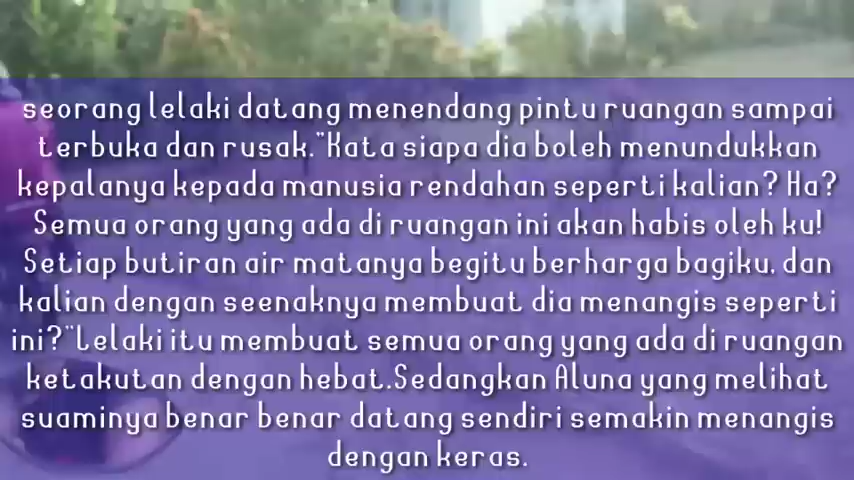 seorang lelaki datang menendang pintu ruangan sampai
terbuka dan rusak."Kata siapa dia boleh menundukkan
kepalanya kepada manusia rendahan seperti kalian? Ha?
Semua orang yang ada di ruangan ini akan habis oleh ku!
Setiap butiran air matanya begitu berharga bagiku, dan
kalian dengan seenaknya membuat dia menangis seperti
ini?"Lelaki itu membuat semua orang yang ada di ruangan
ketakutan dengan hebat.Sedangkan Aluna yang melihat
suaminya benar benar datang sendiri semakin menangis
dengan keras.